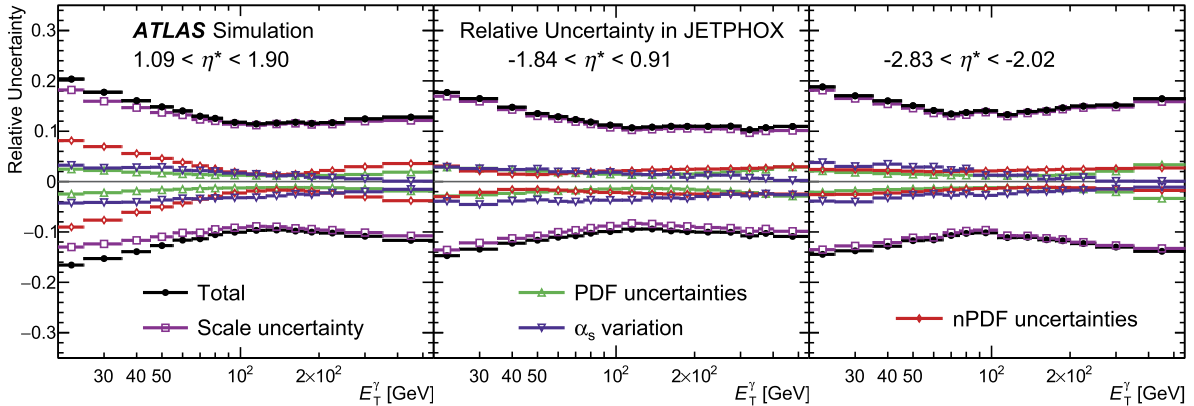 Relative Uncertainty
0.3
0.2
0.1
0
−0.1
−0.2
−0.3
ATLAS Simulation
1.09 < η* < 1.90
Relative Uncertainty in JETPHOX
-1.84 < η* < 0.91
-2.83 < η* < -2.02
Total
Scale uncertainty
PDF uncertainties
αs variation
nPDF uncertainties
30 40 50 10² 2×10²
E_T^γ [GeV]
30 40 50 10² 2×10²
E_T^γ [GeV]
30 40 50 10² 2×10²
E_T^γ [GeV]